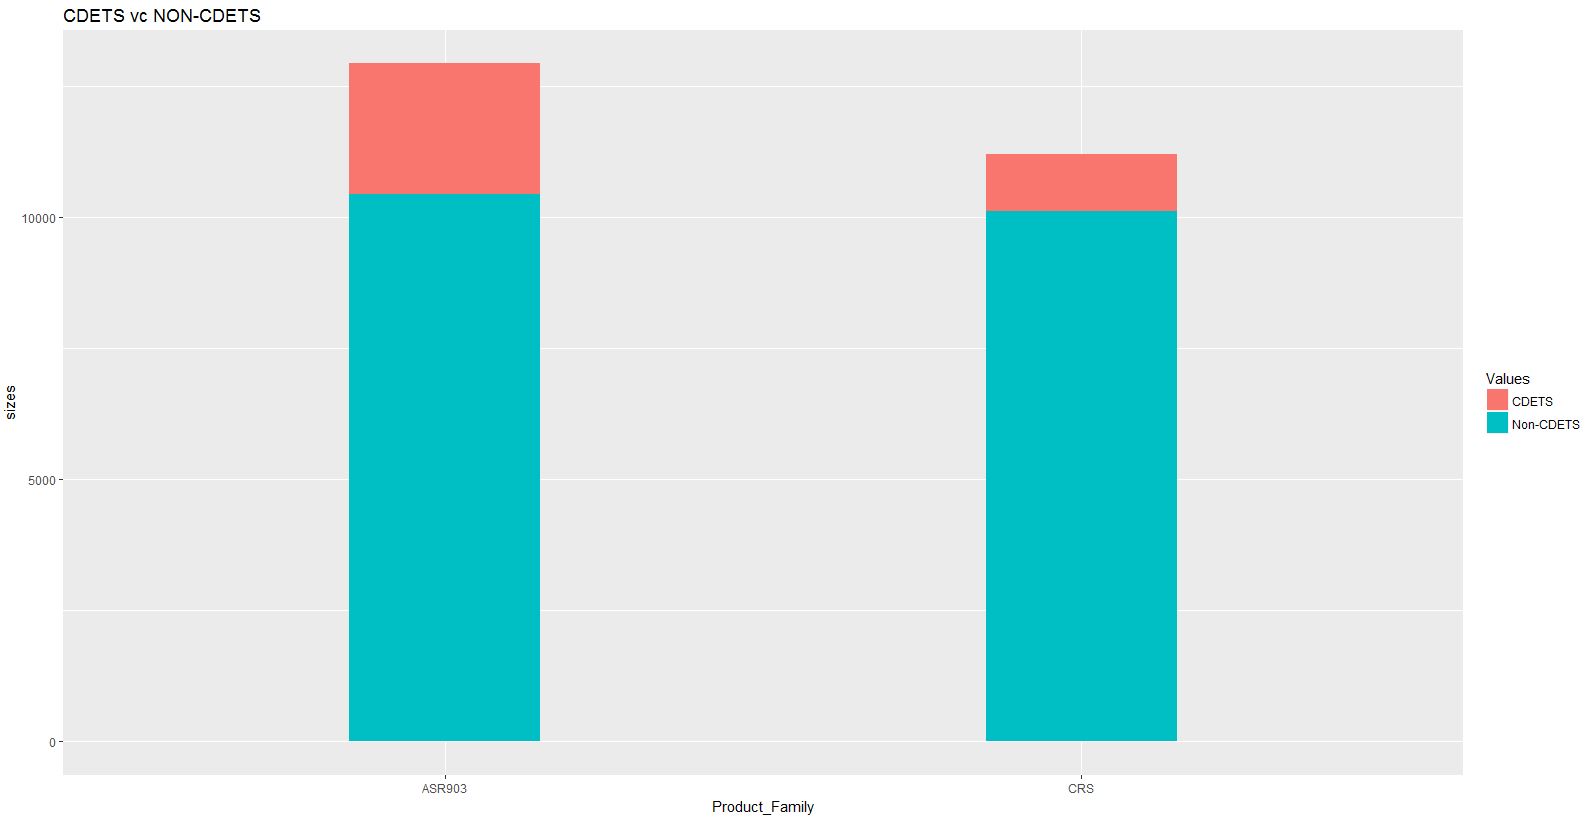 CDETS vc NON-CDETS
10000
5000
0
sizes
ASR903
CRS
Product_Family
Values
CDETS
Non-CDETS